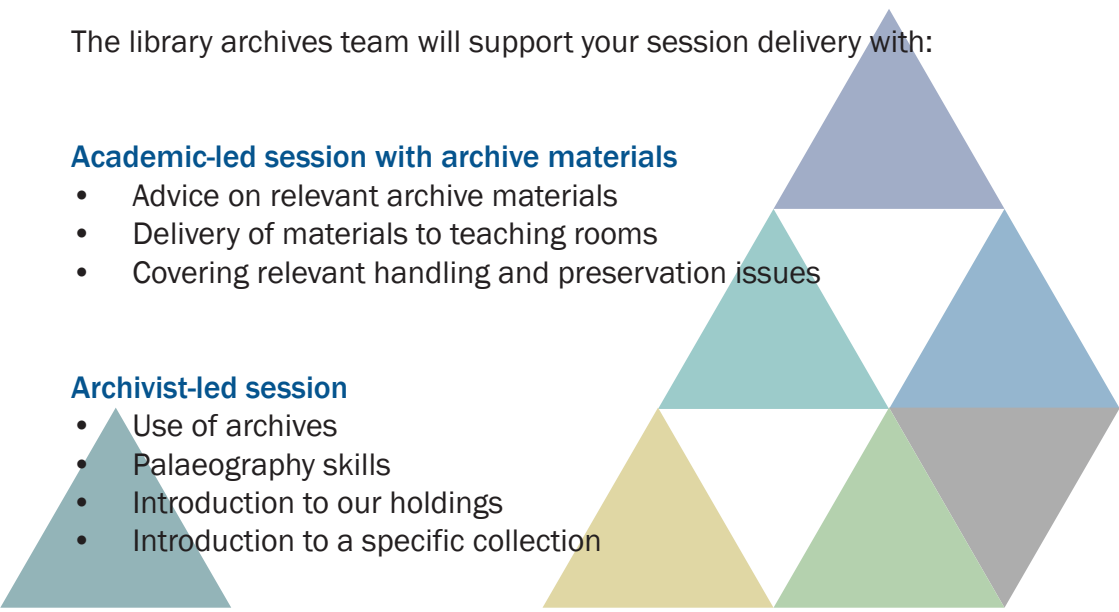 The library archives team will support your session delivery with:
Academic-led session with archive materials
• Advice on relevant archive materials
• Delivery of materials to teaching rooms
• Covering relevant handling and preservation issues
Archivist-led session
• Use of archives
• Palaeography skills
• Introduction to our holdings
• Introduction to a specific collection